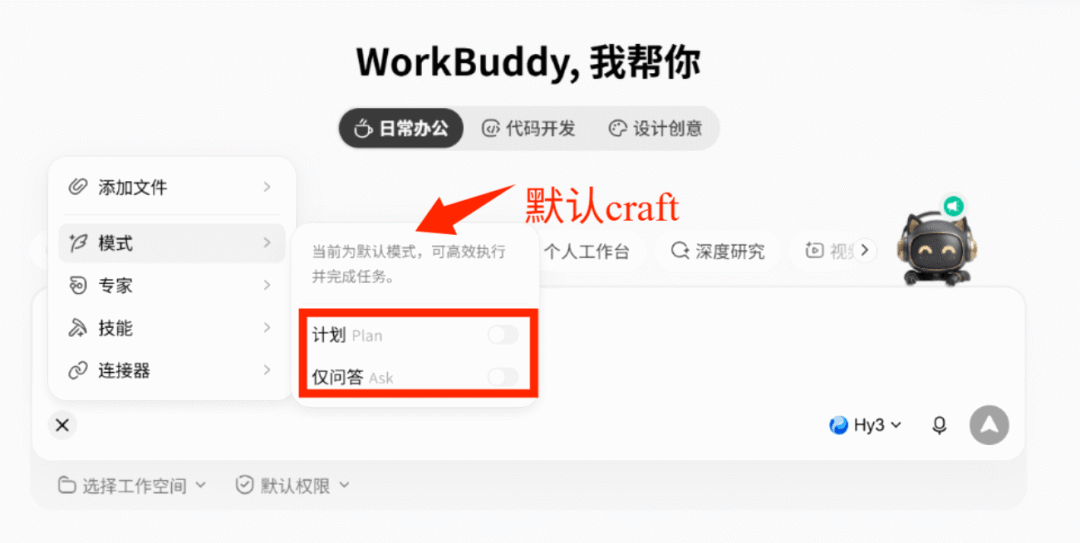 WorkBuddy, 我帮你
日常办公 代码开发 设计创意
添加文件
默认craft
模式
当前为默认模式，可高效执行
并完成任务。
个人工作台 深度研究 视频
专家
技能
计划 Plan
连接器
仅问答 Ask
Hy3
选择工作空间 默认权限